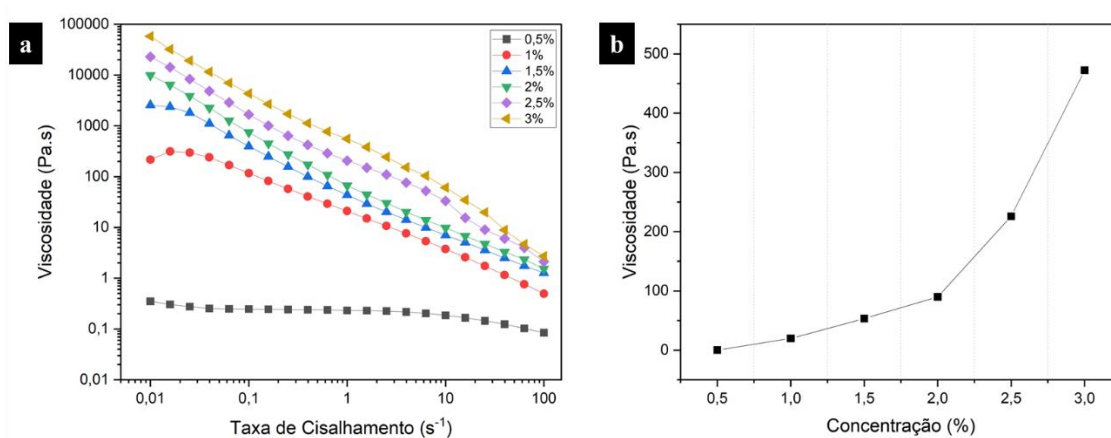 a
100000
10000
1000
100
10
1
0,1
0,01
Viscosidade (Pa.s)
0,01 0,1 1 10 100
Taxa de Cisalhamento (s⁻¹)
0,5%
1%
1,5%
2%
2,5%
3%
b
500
400
300
200
100
0
Viscosidade (Pa.s)
0,5 1,0 1,5 2,0 2,5 3,0
Concentração (%)